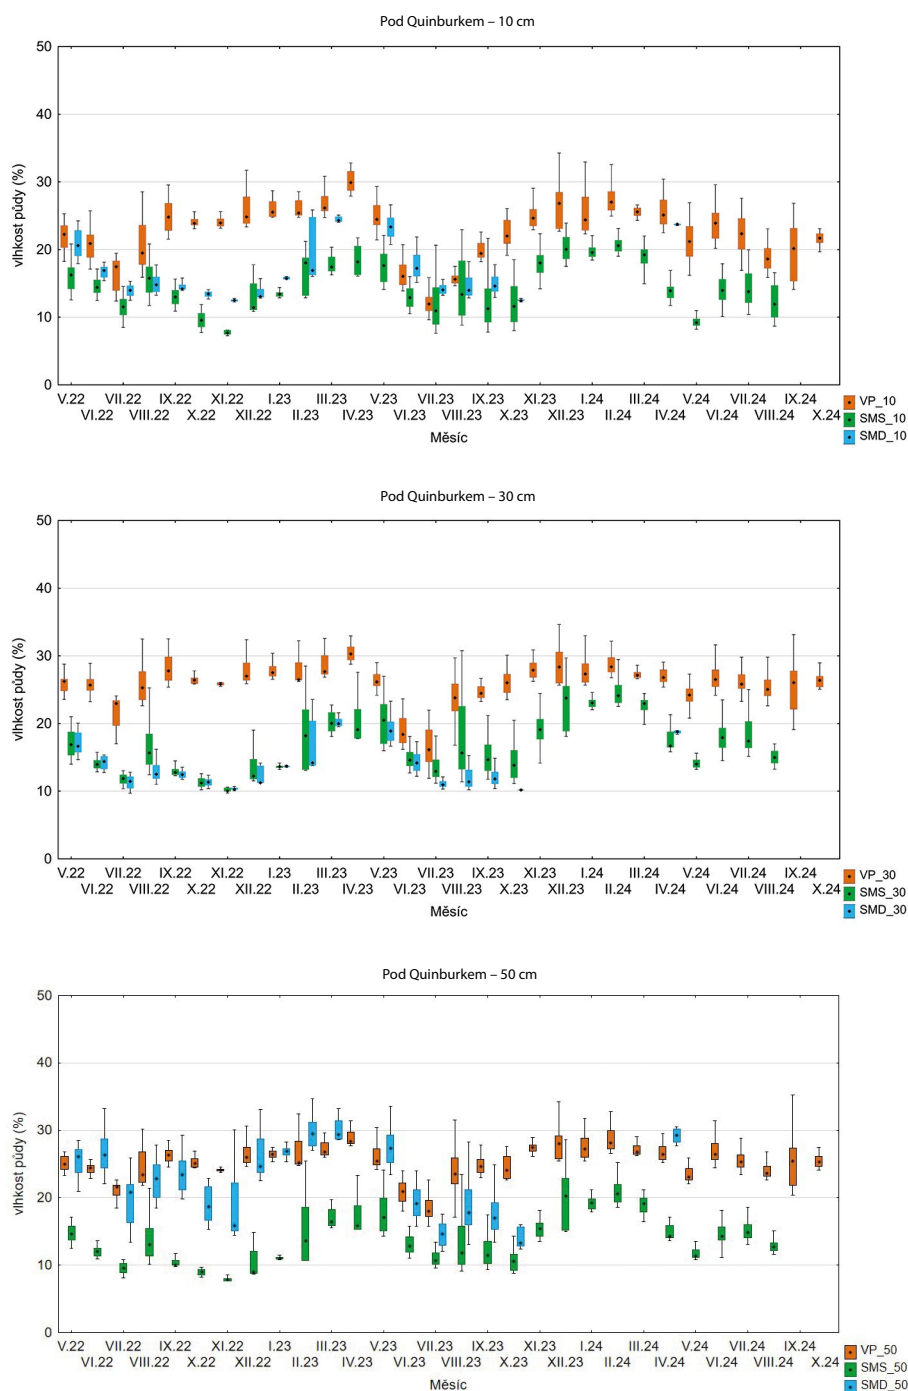 Pod Quinburkem – 10 cm
vlhkost půdy (%)
50
40
30
20
10
0
V.22 VII.22 IX.22 XI.22 I.23 III.23 V.23 VII.23 IX.23 XI.23 I.24 III.24 V.24 VII.24 IX.24
VI.22 VIII.22 X.22 XII.22 II.23 IV.23 VI.23 VIII.23 X.23 XII.23 II.24 IV.24 VI.24 VIII.24 X.24
Měsíc
VP_10
SMS_10
SMD_10
Pod Quinburkem – 30 cm
vlhkost půdy (%)
50
40
30
20
10
0
V.22 VII.22 IX.22 XI.22 I.23 III.23 V.23 VII.23 IX.23 XI.23 I.24 III.24 V.24 VII.24 IX.24
VI.22 VIII.22 X.22 XII.22 II.23 IV.23 VI.23 VIII.23 X.23 XII.23 II.24 IV.24 VI.24 VIII.24 X.24
Měsíc
VP_30
SMS_30
SMD_30
Pod Quinburkem – 50 cm
vlhkost půdy (%)
50
40
30
20
10
0
V.22 VII.22 IX.22 XI.22 I.23 III.23 V.23 VII.23 IX.23 XI.23 I.24 III.24 V.24 VII.24 IX.24
VI.22 VIII.22 X.22 XII.22 II.23 IV.23 VI.23 VIII.23 X.23 XII.23 II.24 IV.24 VI.24 VIII.24 X.24
Měsíc
VP_50
SMS_50
SMD_50